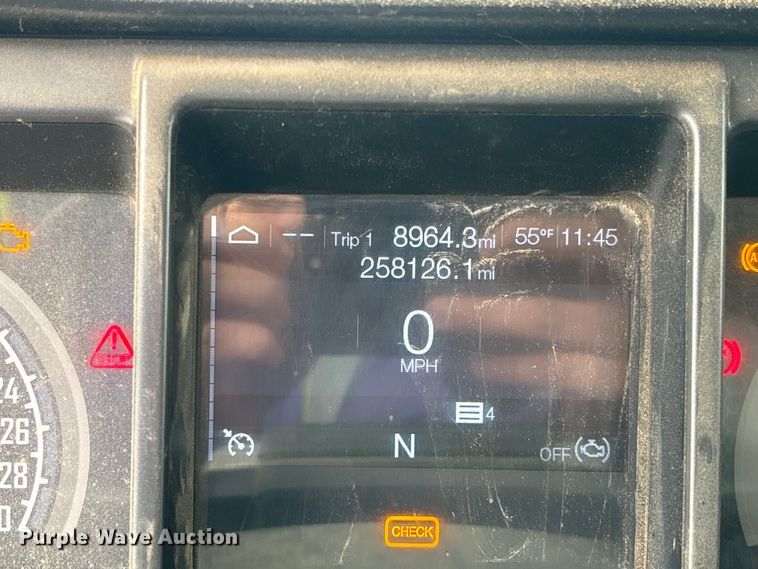 -- Trip 1 8964.3mi 55°F 11:45
258126.1mi
0
MPH
STOP
24
26
28
4
N
OFF
CHECK
Purple Wave Auction